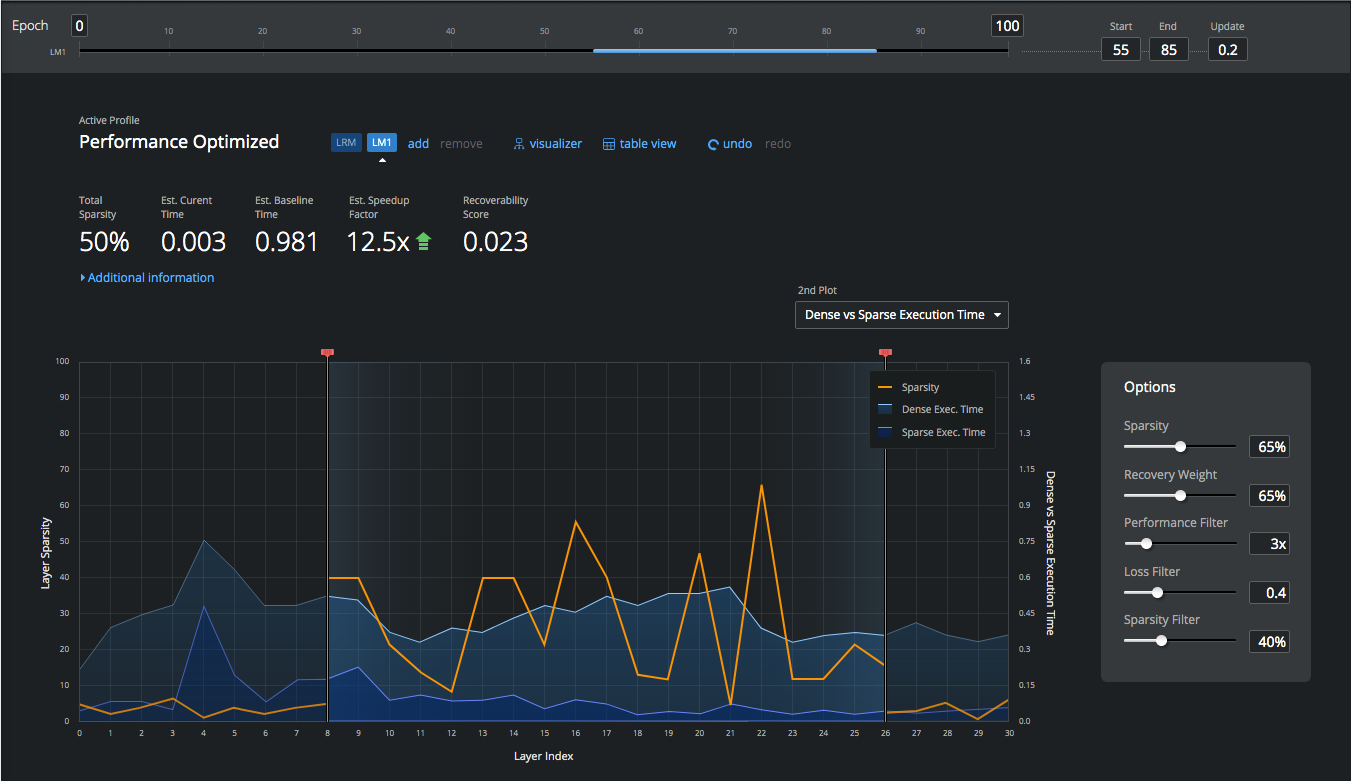 Epoch
0
10 20 30 40 50 60 70 80 90
100
LM1
Start End Update
55 85 0.2
Active Profile
Performance Optimized
LRM LM1 add remove visualizer table view undo redo
Total
Sparsity
50%
Est. Curent
Time
0.003
Est. Baseline
Time
0.981
Est. Speedup
Factor
12.5x
Recoverability
Score
0.023
Additional information
2nd Plot
Dense vs Sparse Execution Time
100
90
80
70
60
50
40
30
20
10
0
Layer Sparsity
Sparsity
Dense Exec. Time
Sparse Exec. Time
1.6
1.45
1.3
1.15
0.9
0.75
0.6
0.45
0.3
0.15
0.0
Dense vs Sparse Execution Time
0 1 2 3 4 5 6 7 8 9 10 11 12 13 14 15 16 17 18 19 20 21 22 23 24 25 26 27 28 29 30
Layer Index
Options
Sparsity
65%
Recovery Weight
65%
Performance Filter
3x
Loss Filter
0.4
Sparsity Filter
40%